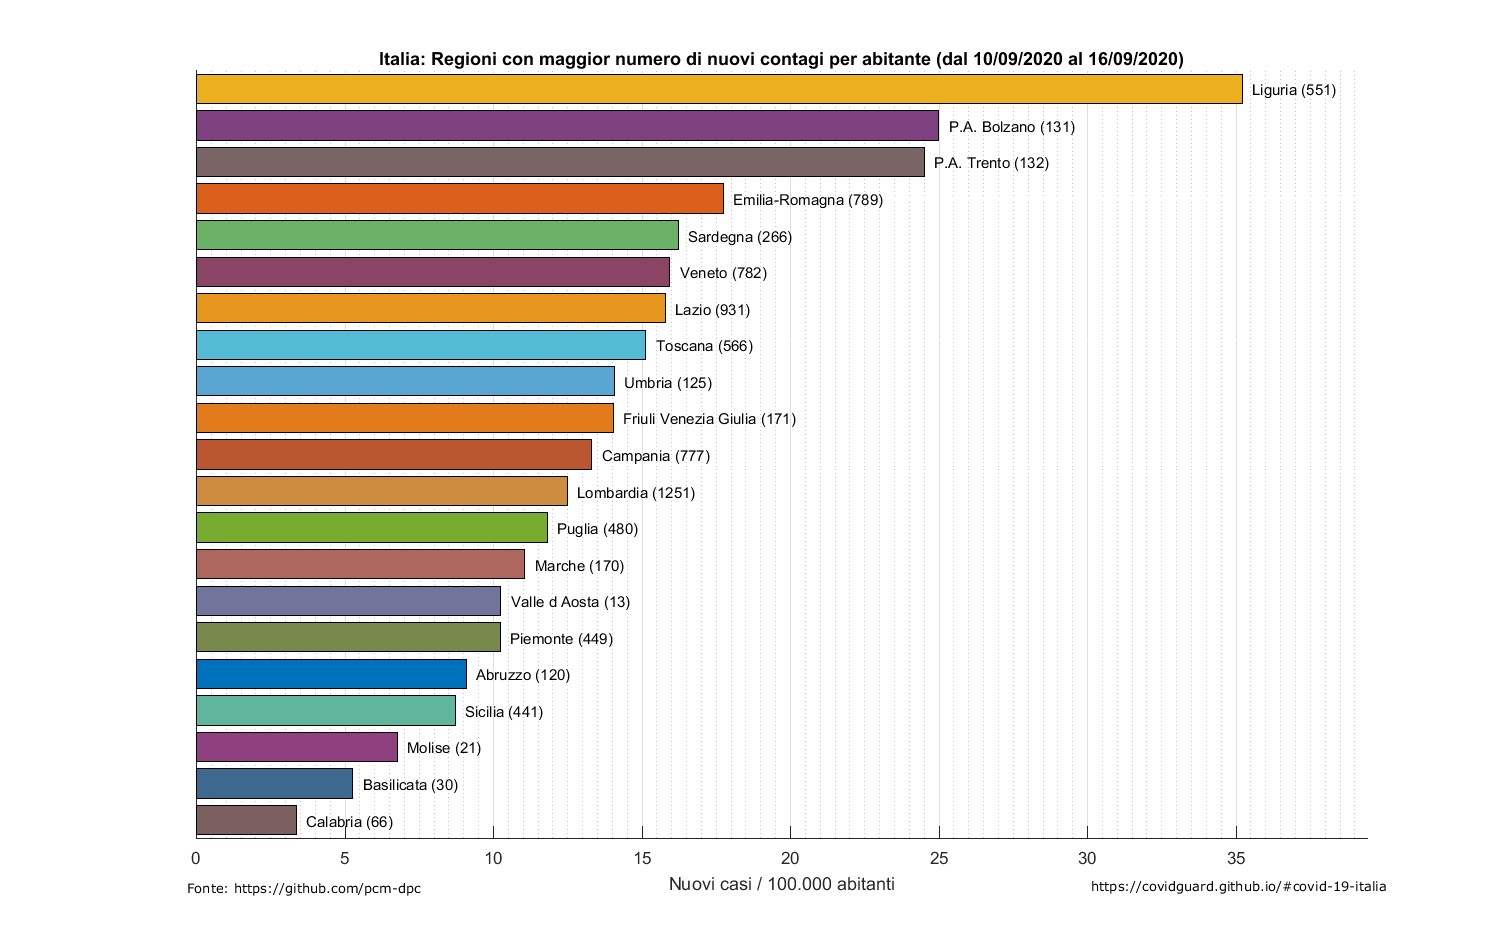 Italia: Regioni con maggior numero di nuovi contagi per abitante (dal 10/09/2020 al 16/09/2020)
Liguria (551)
P.A. Bolzano (131)
P.A. Trento (132)
Emilia-Romagna (789)
Sardegna (266)
Veneto (782)
Lazio (931)
Toscana (566)
Umbria (125)
Friuli Venezia Giulia (171)
Campania (777)
Lombardia (1251)
Puglia (480)
Marche (170)
Valle d Aosta (13)
Piemonte (449)
Abruzzo (120)
Sicilia (441)
Molise (21)
Basilicata (30)
Calabria (66)
0 5 10 15 20 25 30 35
Nuovi casi / 100.000 abitanti
Fonte: https://github.com/pcm-dpc
https://covidguard.github.io/#covid-19-italia